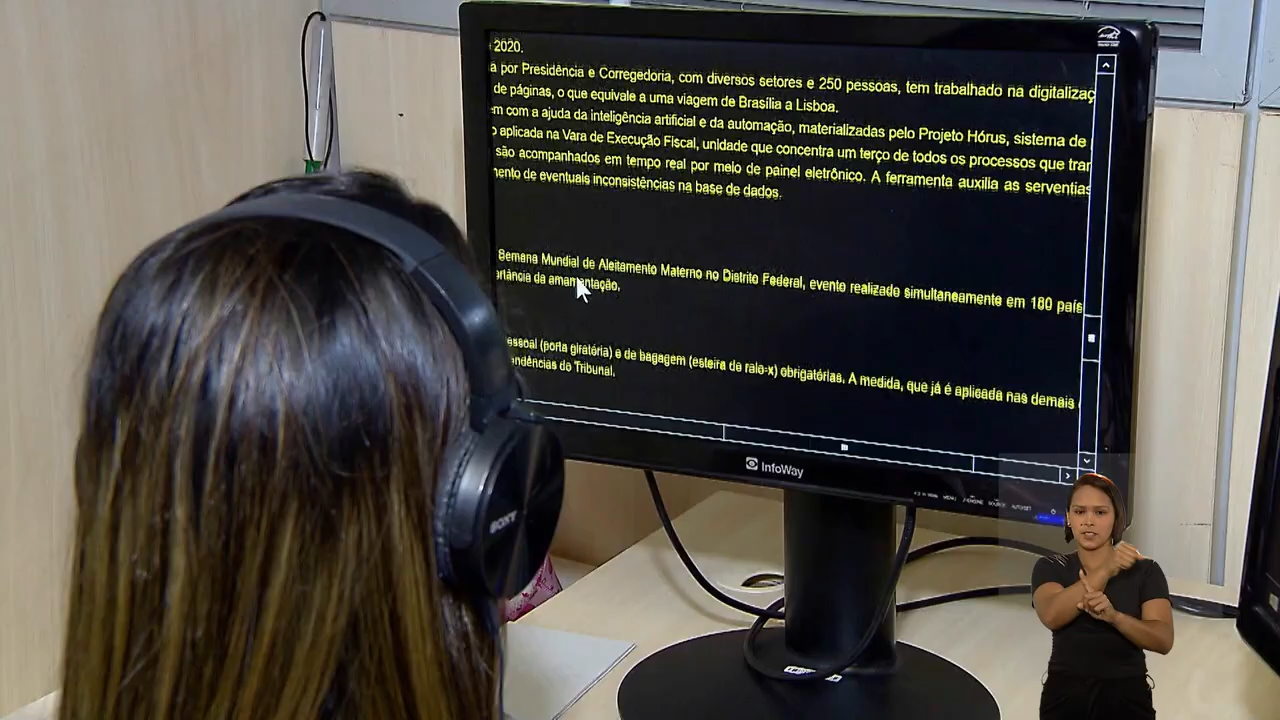 2020.
a por Presidência e Corregedoria, com diversos setores e 250 pessoas, tem trabalhado na digitalizaç
de páginas, o que equivale a uma viagem de Brasília a Lisboa.
m com a ajuda da inteligência artificial e da automação, materializadas pelo Projeto Hórus, sistema de
o aplicada na Vara de Execução Fiscal, unidade que concentra um terço de todos os processos que tran
são acompanhados em tempo real por meio de painel eletrônico. A ferramenta auxilia as serventias
ento de eventuais inconsistências na base de dados.
Semana Mundial de Aleitamento Materno no Distrito Federal, evento realizado simultaneamente em 180 país
rtância da amamentação,
essoal (porta giratória) e de bagagem (esteira de raio-x) obrigatórias, A medida, que já é aplicada nas demais
endências do Tribunal,
InfoWay
MENU
SOURCE
SONY